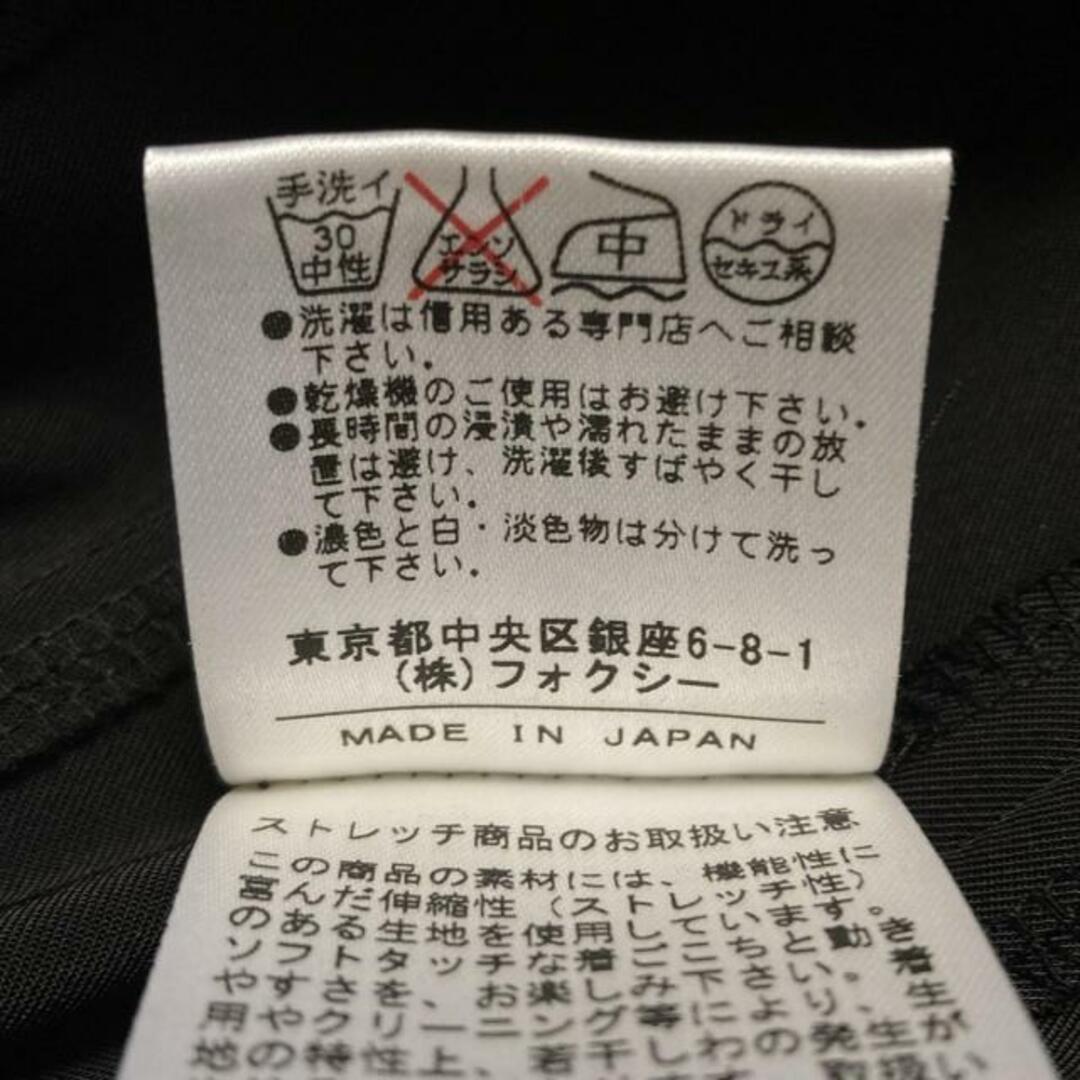 手洗イ
30
中性
エンソ
サラシ
中
ドライ
セキユ系
●洗濯は信用ある専門店へご相談
下さい.
●乾燥機のご使用はお避け下さい.
●長時間の浸漬や濡れたままの放
置は避け、洗濯後すばやく干し
て下さい.
●濃色と白・淡色物は分けて洗っ
て下さい.
東京都中央区銀座6-8-1
(株)フォクシー
MADE IN JAPAN
ストレッチ商品のお取扱い注意
この商品の素材には、機能性に
富んだ伸縮性(ストレッチ性)
のある生地を使用しています。
ソフトタッチな着ごこちと動き
やすさを、お楽しみ下さい。着
用やクリーニング等により、生
地の特性上、若干しわの発生が
取扱い